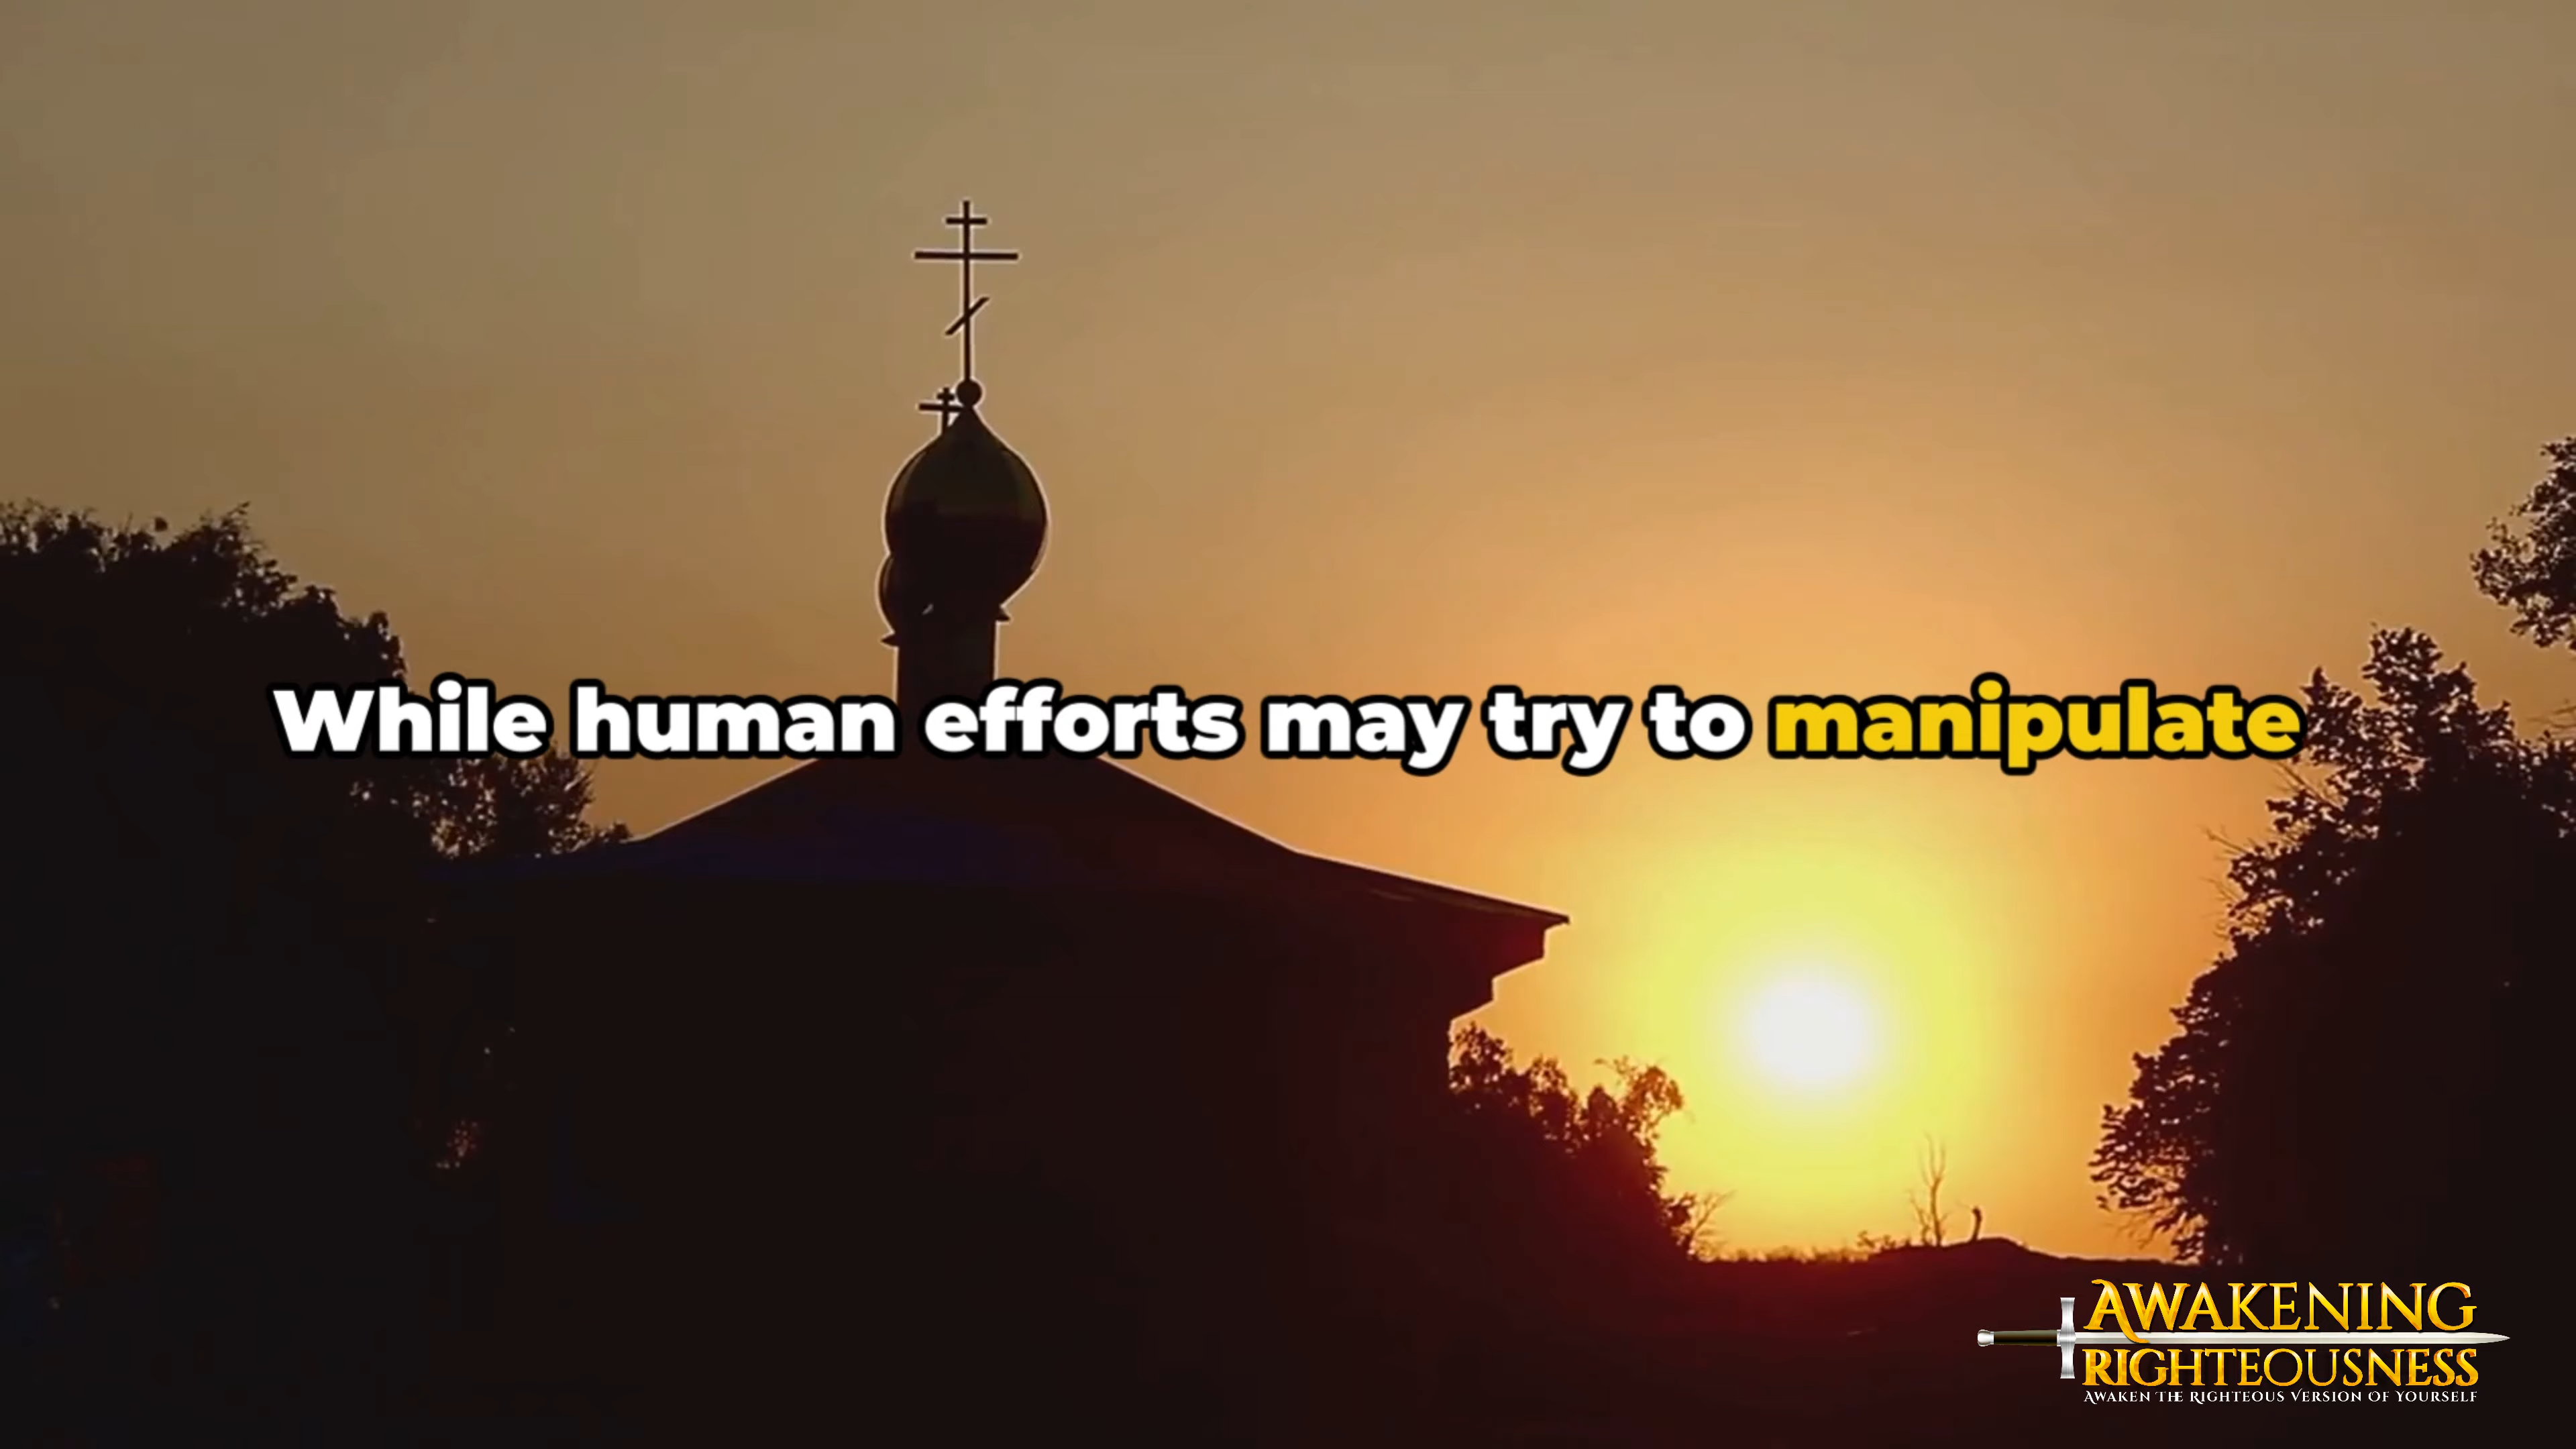 While human efforts may try to manipulate
AWAKENING
RIGHTEOUSNESS
AWAKEN THE RIGHTEOUS VERSION OF YOURSELF